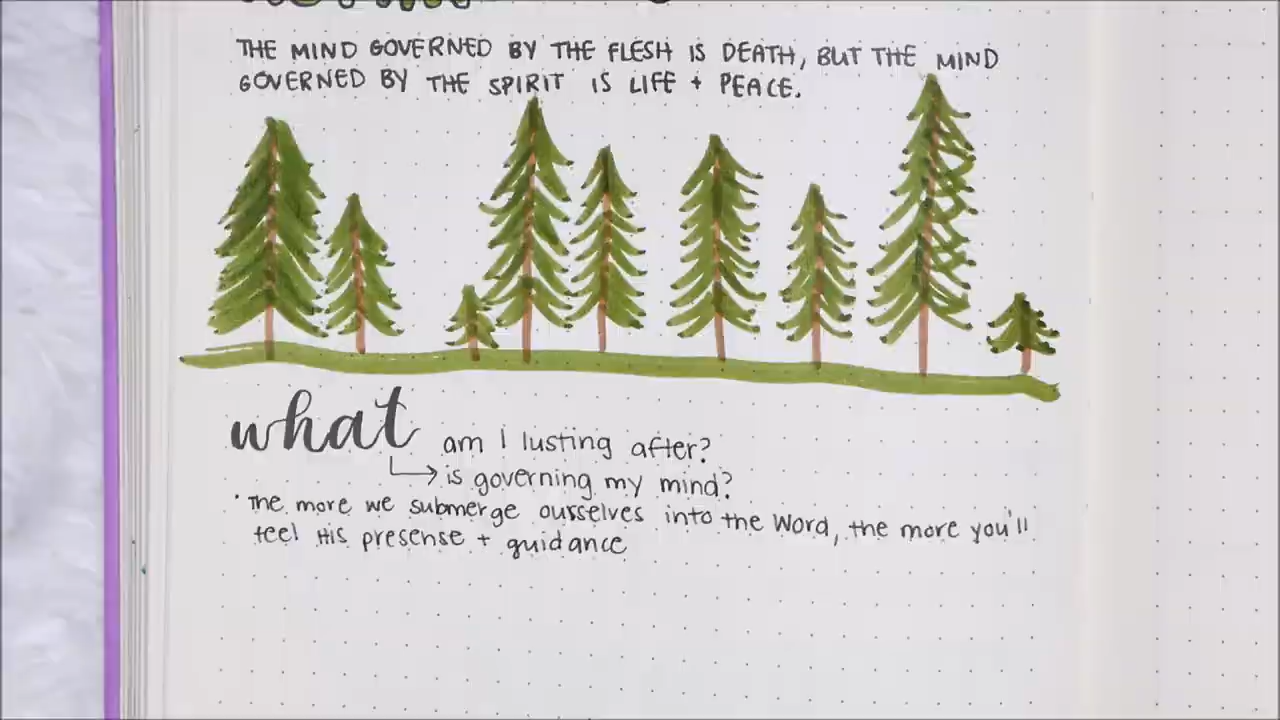 THE MIND GOVERNED BY THE FLESH IS DEATH, BUT THE MIND
GOVERNED BY THE SPIRIT IS LIFE + PEACE.
what am I lusting after?
is governing my mind?
• The more we submerge ousselves into the Word, the more you'll
feel His presense + guidance